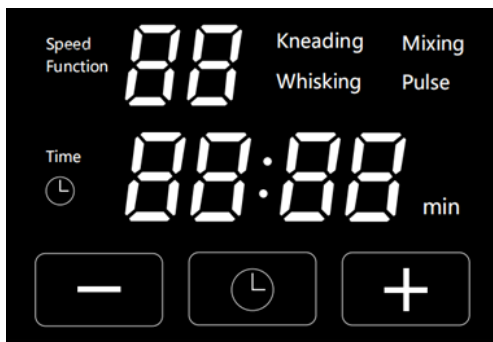 Speed
Function
88
Kneading
Mixing
Whisking
Pulse
Time
88:88
min
− +